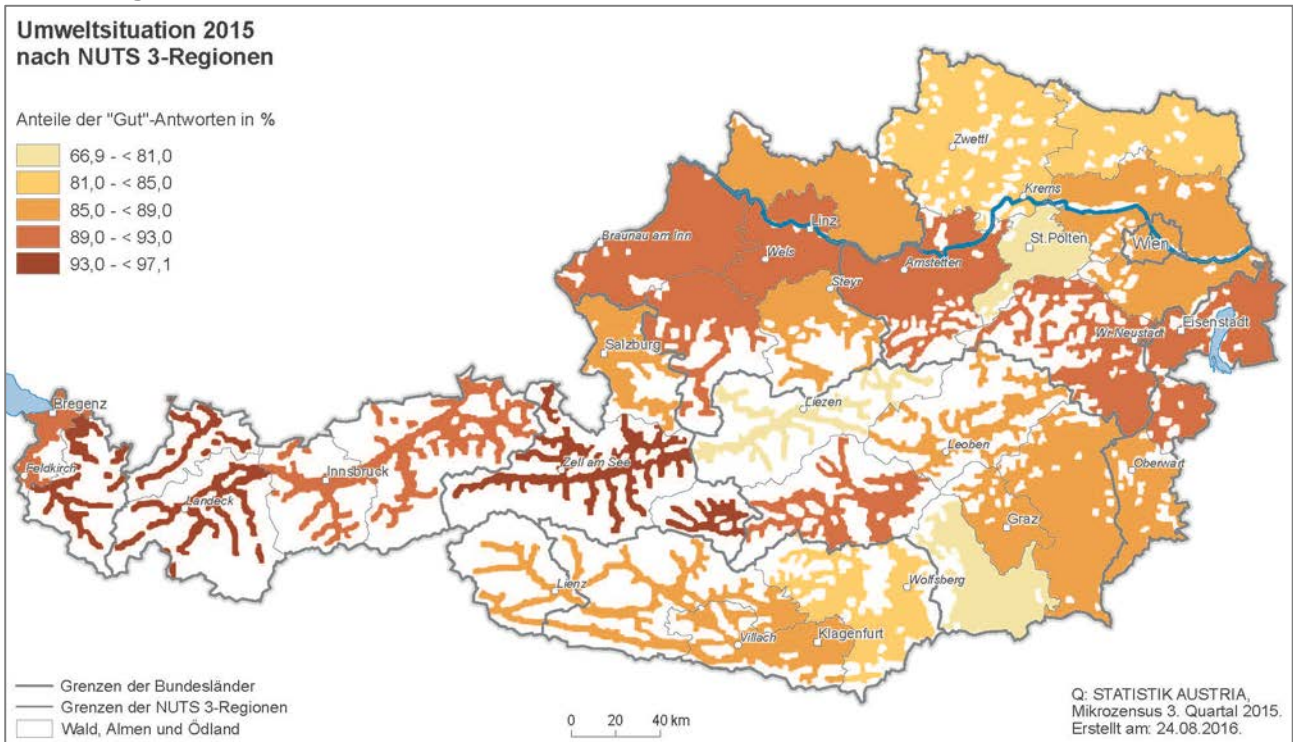 Umweltsituation 2015
nach NUTS 3-Regionen
Anteile der "Gut"-Antworten in %
66,9 - < 81,0
81,0 - < 85,0
85,0 - < 89,0
89,0 - < 93,0
93,0 - < 97,1
Zwettl
Krems
Linz
Braunau am Inn
St.Pölten
Wien
Wels
Amstetten
Steyr
Eisenstadt
Wr.Neustadt
Salzburg
Bregenz
Liezen
Leoben
Feldkirch
Innsbruck
Zell am See
Oberwart
Landeck
Graz
Lienz
Wolfsberg
Villach
Klagenfurt
Grenzen der Bundesländer
Grenzen der NUTS 3-Regionen
Wald, Almen und Ödland
0 20 40 km
Q: STATISTIK AUSTRIA,
Mikrozensus 3. Quartal 2015.
Erstellt am: 24.08.2016.